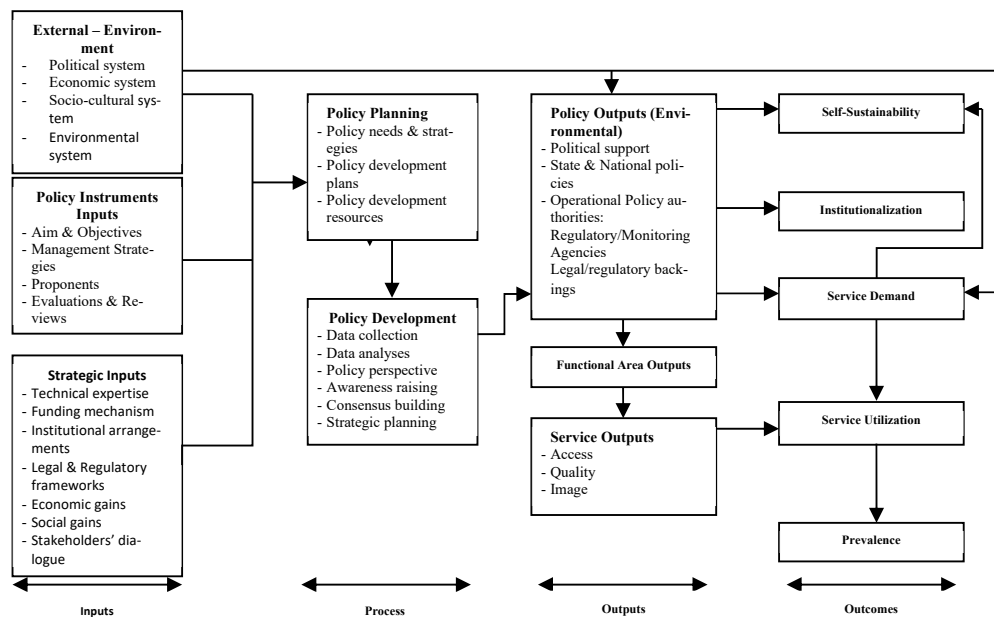 External – Environ-
ment
- Political system
- Economic system
- Socio-cultural sys-
tem
- Environmental
system
Policy Instruments
Inputs
- Aim & Objectives
- Management Strate-
gies
- Proponents
- Evaluations & Re-
views
Strategic Inputs
- Technical expertise
- Funding mechanism
- Institutional arrange-
ments
- Legal & Regulatory
frameworks
- Economic gains
- Social gains
- Stakeholders’ dia-
logue
Inputs
Policy Planning
- Policy needs & strat-
egies
- Policy development
plans
- Policy development
resources
Policy Development
- Data collection
- Data analyses
- Policy perspective
- Awareness raising
- Consensus building
- Strategic planning
Process
Policy Outputs (Envi-
ronmental)
- Political support
- State & National poli-
cies
- Operational Policy au-
thorities:
Regulatory/Monitoring
Agencies
Legal/regulatory back-
ings
Functional Area Outputs
Service Outputs
- Access
- Quality
- Image
Outputs
Self-Sustainability
Institutionalization
Service Demand
Service Utilization
Prevalence
Outcomes